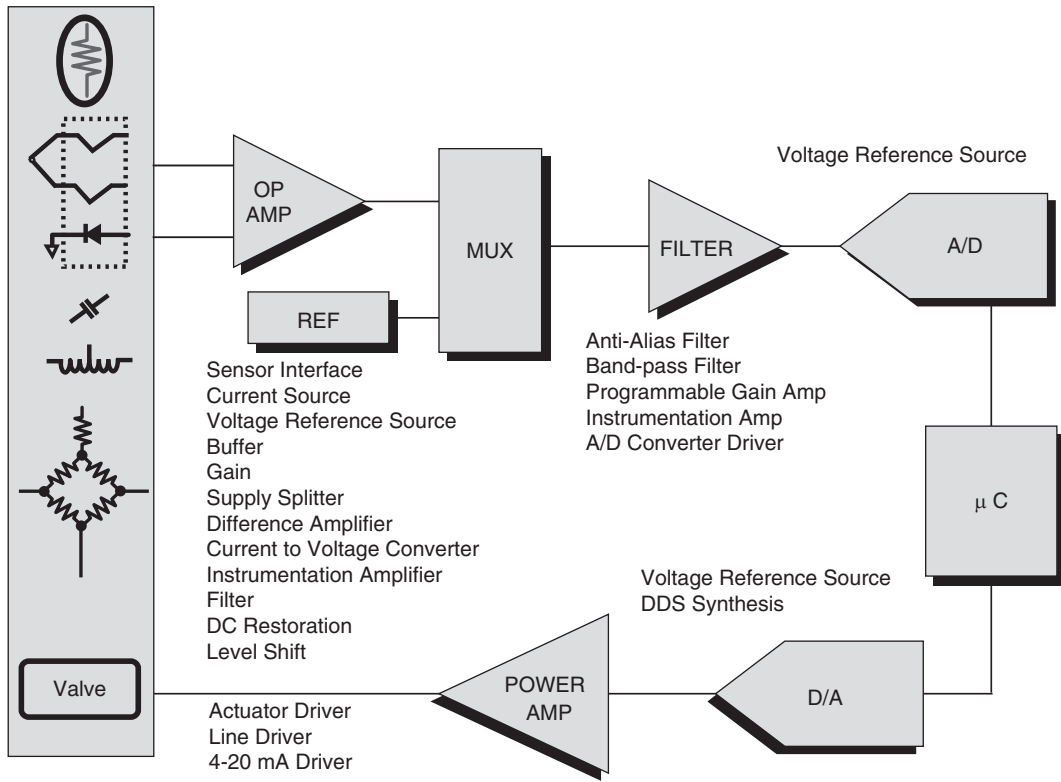 OP
AMP
MUX
REF
Sensor Interface
Current Source
Voltage Reference Source
Buffer
Gain
Supply Splitter
Difference Amplifier
Current to Voltage Converter
Instrumentation Amplifier
Filter
DC Restoration
Level Shift
FILTER
Anti-Alias Filter
Band-pass Filter
Programmable Gain Amp
Instrumentation Amp
A/D Converter Driver
Voltage Reference Source
A/D
μ C
Voltage Reference Source
DDS Synthesis
D/A
POWER
AMP
Actuator Driver
Line Driver
4-20 mA Driver
Valve